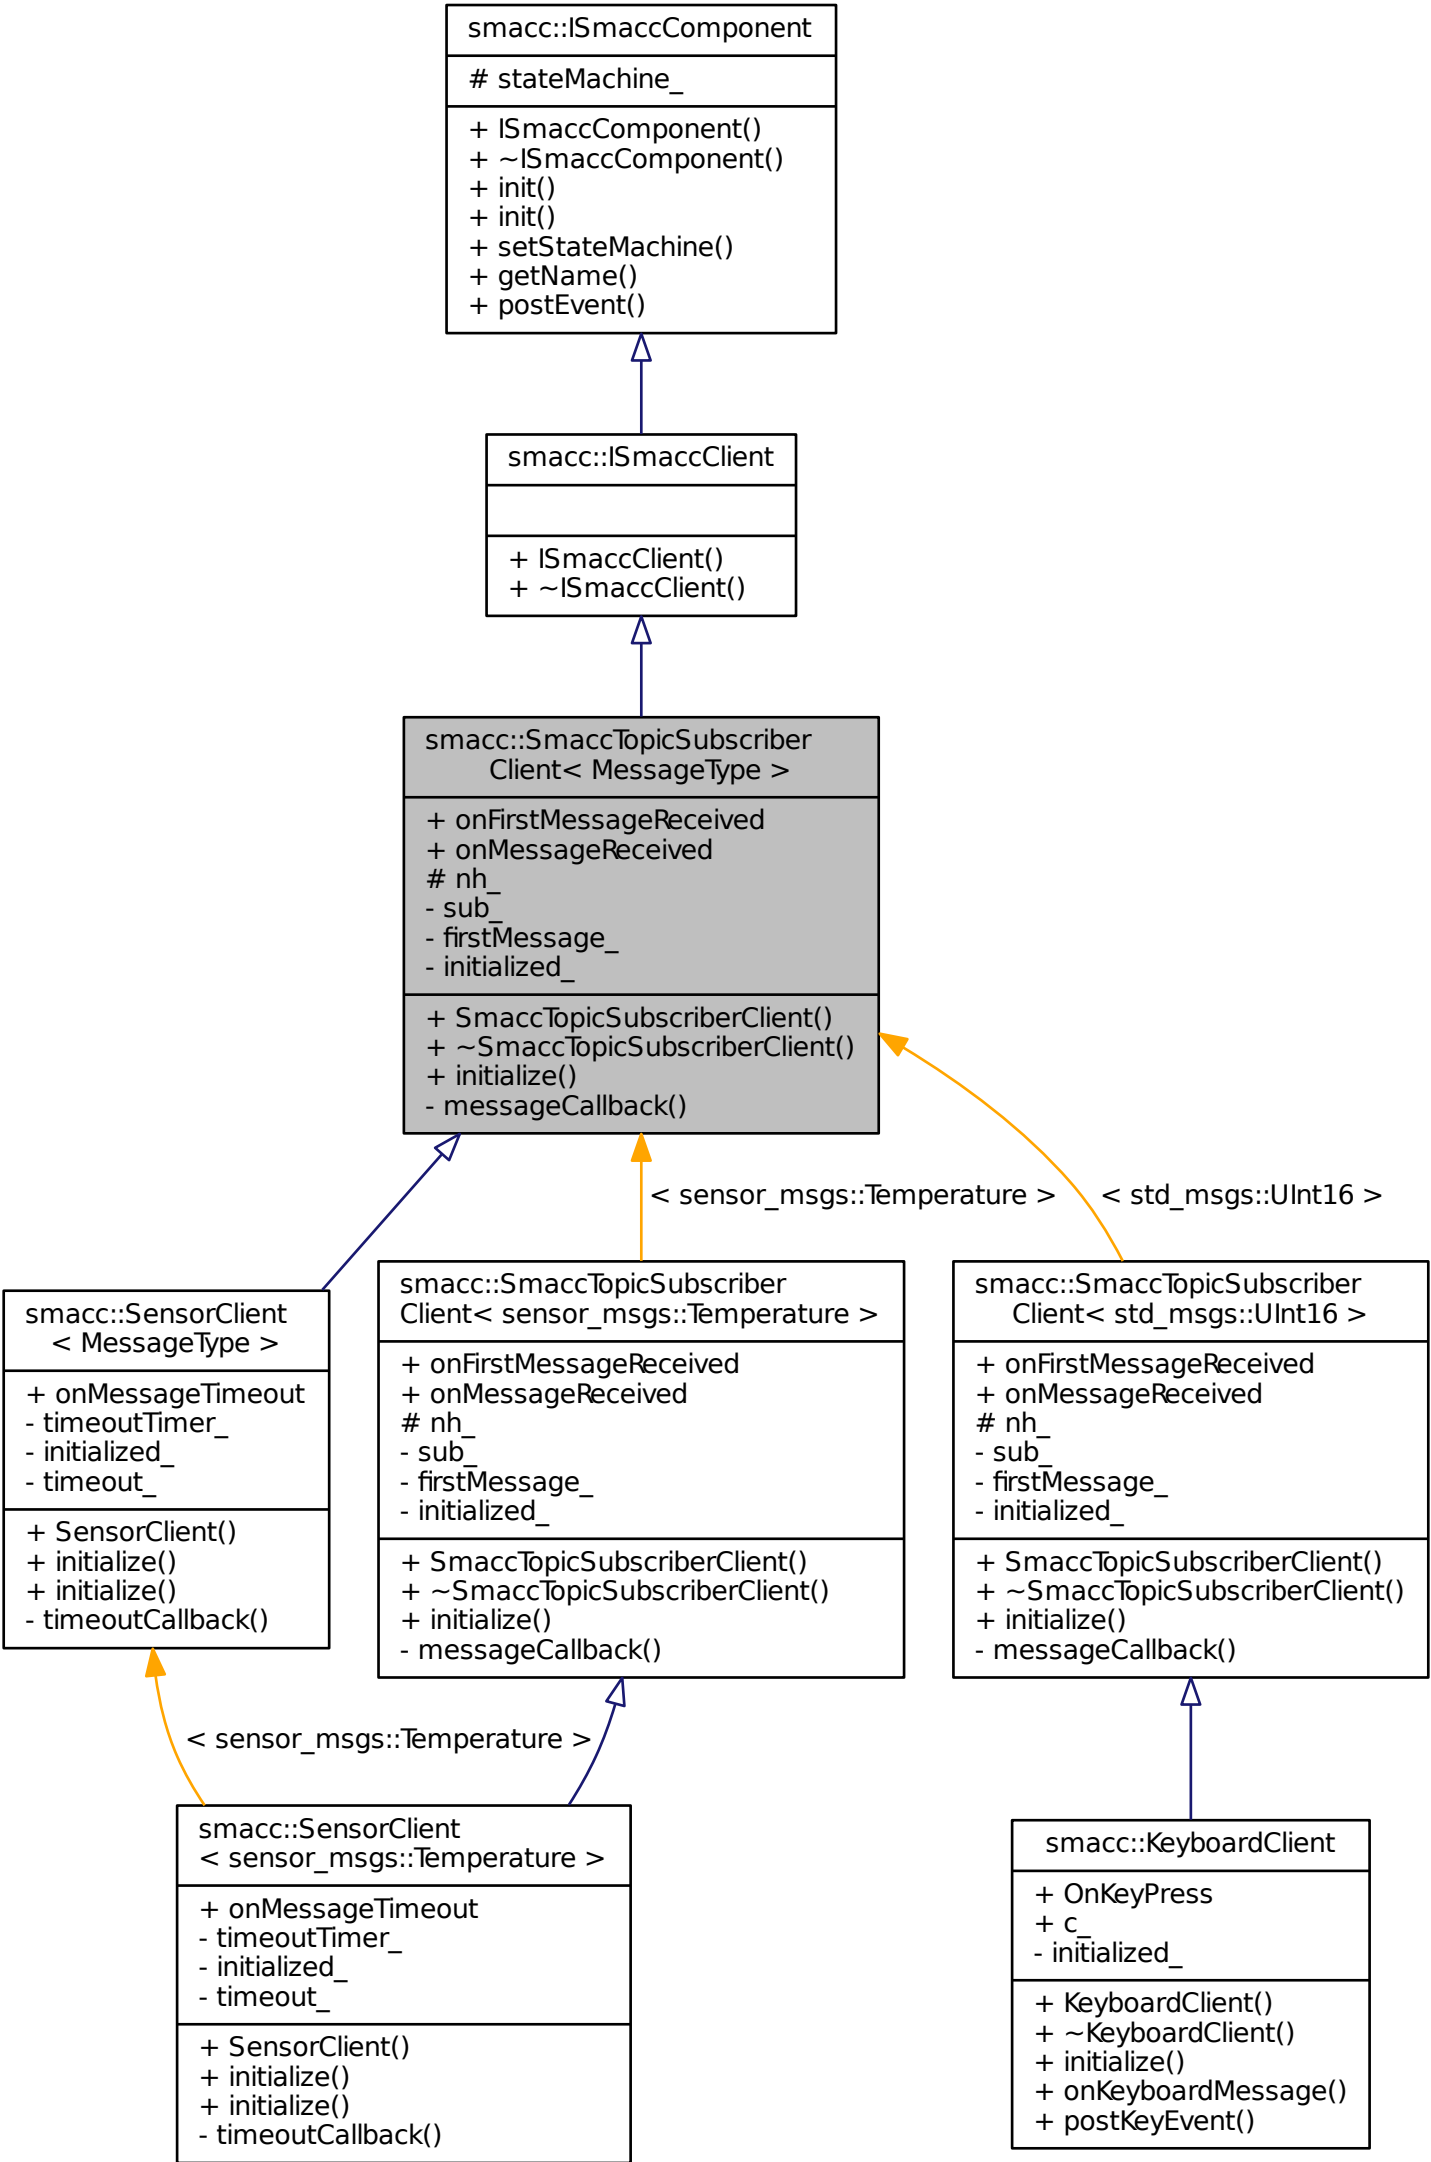 smacc::ISmaccComponent
# stateMachine_
+ ISmaccComponent()
+ ~ISmaccComponent()
+ init()
+ init()
+ setStateMachine()
+ getName()
+ postEvent()
smacc::ISmaccClient
+ ISmaccClient()
+ ~ISmaccClient()
smacc::SmaccTopicSubscriber
Client< MessageType >
+ onFirstMessageReceived
+ onMessageReceived
# nh_
- sub_
- firstMessage_
- initialized_
+ SmaccTopicSubscriberClient()
+ ~SmaccTopicSubscriberClient()
+ initialize()
- messageCallback()
< sensor_msgs::Temperature >
< std_msgs::UInt16 >
smacc::SensorClient
< MessageType >
+ onMessageTimeout
- timeoutTimer_
- initialized_
- timeout_
+ SensorClient()
+ initialize()
+ initialize()
- timeoutCallback()
smacc::SmaccTopicSubscriber
Client< sensor_msgs::Temperature >
+ onFirstMessageReceived
+ onMessageReceived
# nh_
- sub_
- firstMessage_
- initialized_
+ SmaccTopicSubscriberClient()
+ ~SmaccTopicSubscriberClient()
+ initialize()
- messageCallback()
smacc::SmaccTopicSubscriber
Client< std_msgs::UInt16 >
+ onFirstMessageReceived
+ onMessageReceived
# nh_
- sub_
- firstMessage_
- initialized_
+ SmaccTopicSubscriberClient()
+ ~SmaccTopicSubscriberClient()
+ initialize()
- messageCallback()
< sensor_msgs::Temperature >
smacc::SensorClient
< sensor_msgs::Temperature >
+ onMessageTimeout
- timeoutTimer_
- initialized_
- timeout_
+ SensorClient()
+ initialize()
+ initialize()
- timeoutCallback()
smacc::KeyboardClient
+ OnKeyPress
+ c_
- initialized_
+ KeyboardClient()
+ ~KeyboardClient()
+ initialize()
+ onKeyboardMessage()
+ postKeyEvent()